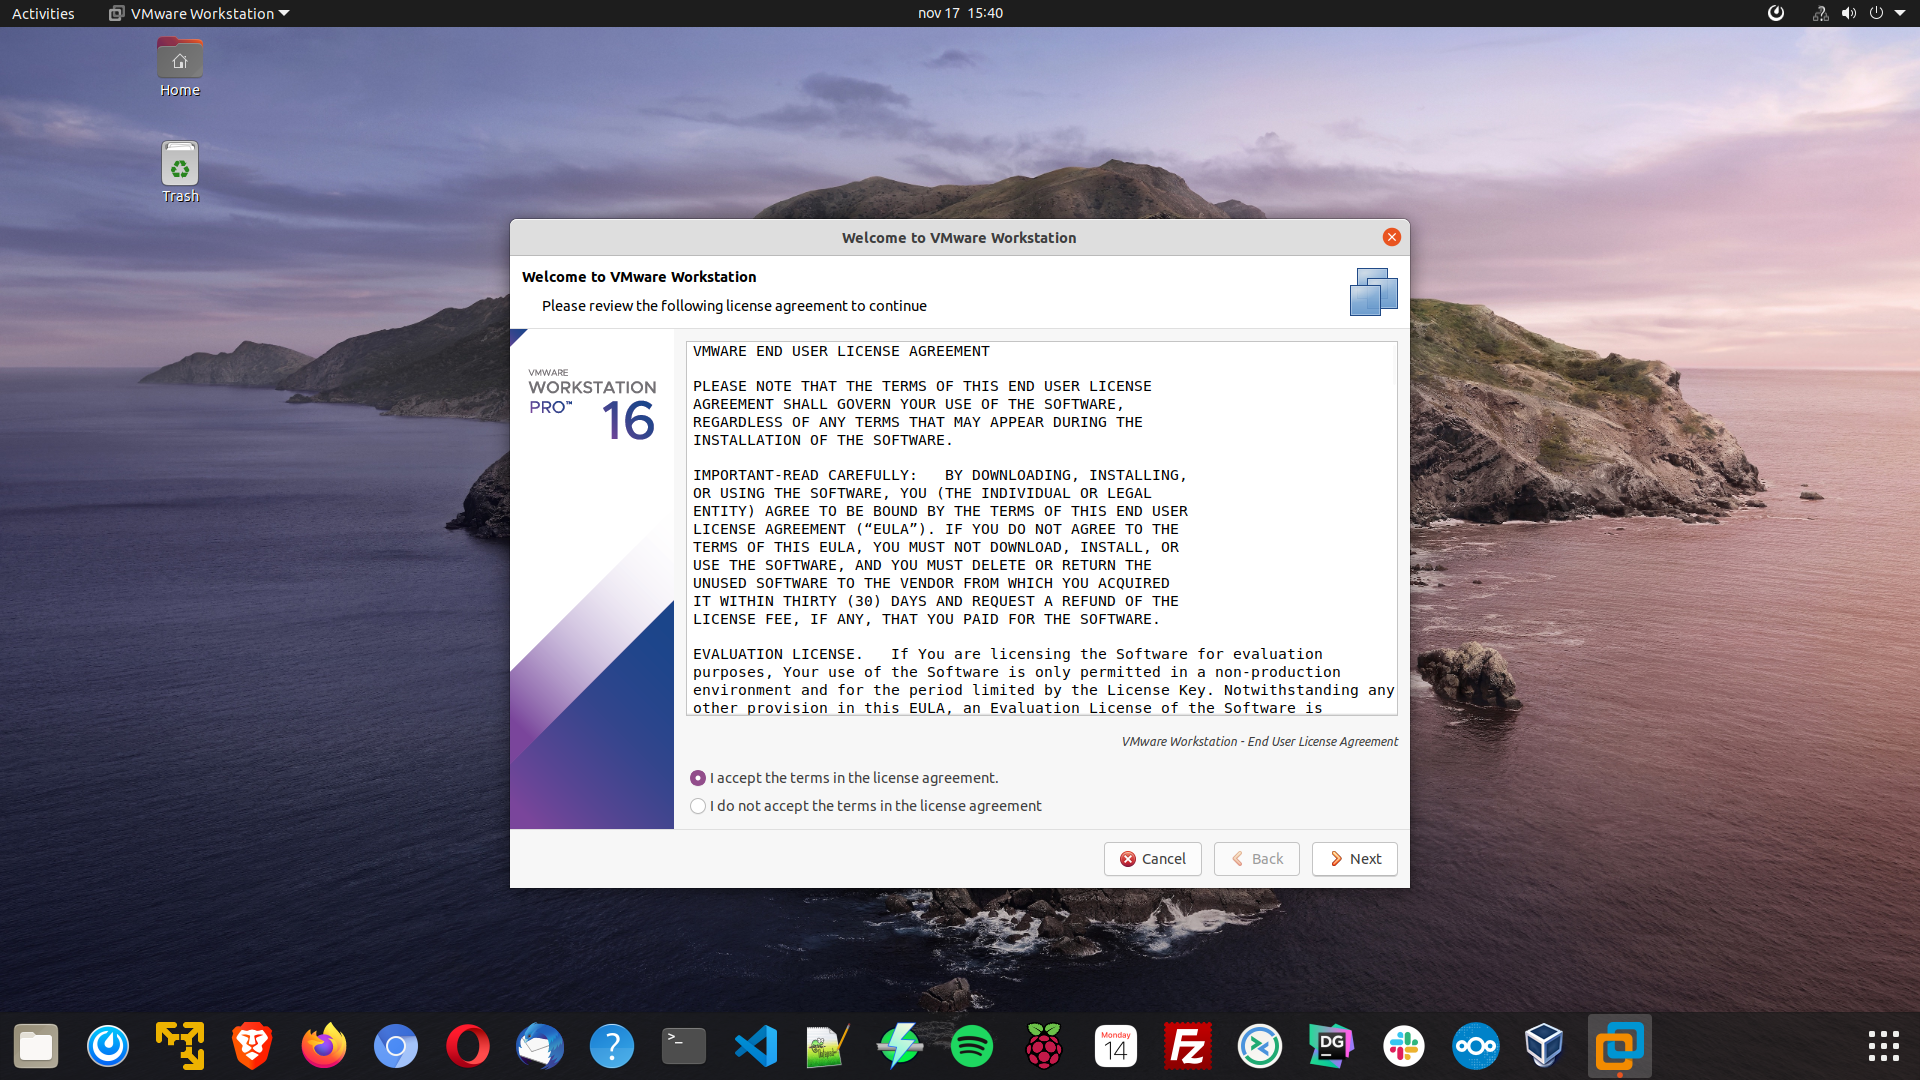 Activities
VMware Workstation
nov 17 15:40
Home
Trash
Welcome to VMware Workstation
Welcome to VMware Workstation
Please review the following license agreement to continue
VMWARE
WORKSTATION
PRO™
16
VMWARE END USER LICENSE AGREEMENT
PLEASE NOTE THAT THE TERMS OF THIS END USER LICENSE
AGREEMENT SHALL GOVERN YOUR USE OF THE SOFTWARE,
REGARDLESS OF ANY TERMS THAT MAY APPEAR DURING THE
INSTALLATION OF THE SOFTWARE.
IMPORTANT-READ CAREFULLY:   BY DOWNLOADING, INSTALLING,
OR USING THE SOFTWARE, YOU (THE INDIVIDUAL OR LEGAL
ENTITY) AGREE TO BE BOUND BY THE TERMS OF THIS END USER
LICENSE AGREEMENT (“EULA”). IF YOU DO NOT AGREE TO THE
TERMS OF THIS EULA, YOU MUST NOT DOWNLOAD, INSTALL, OR
USE THE SOFTWARE, AND YOU MUST DELETE OR RETURN THE
UNUSED SOFTWARE TO THE VENDOR FROM WHICH YOU ACQUIRED
IT WITHIN THIRTY (30) DAYS AND REQUEST A REFUND OF THE
LICENSE FEE, IF ANY, THAT YOU PAID FOR THE SOFTWARE.
EVALUATION LICENSE.   If You are licensing the Software for evaluation
purposes, Your use of the Software is only permitted in a non-production
environment and for the period limited by the License Key. Notwithstanding any
other provision in this EULA, an Evaluation License of the Software is
VMware Workstation - End User License Agreement
I accept the terms in the license agreement.
I do not accept the terms in the license agreement
Cancel
Back
Next
?
>_
Monday
14
FZ
DG